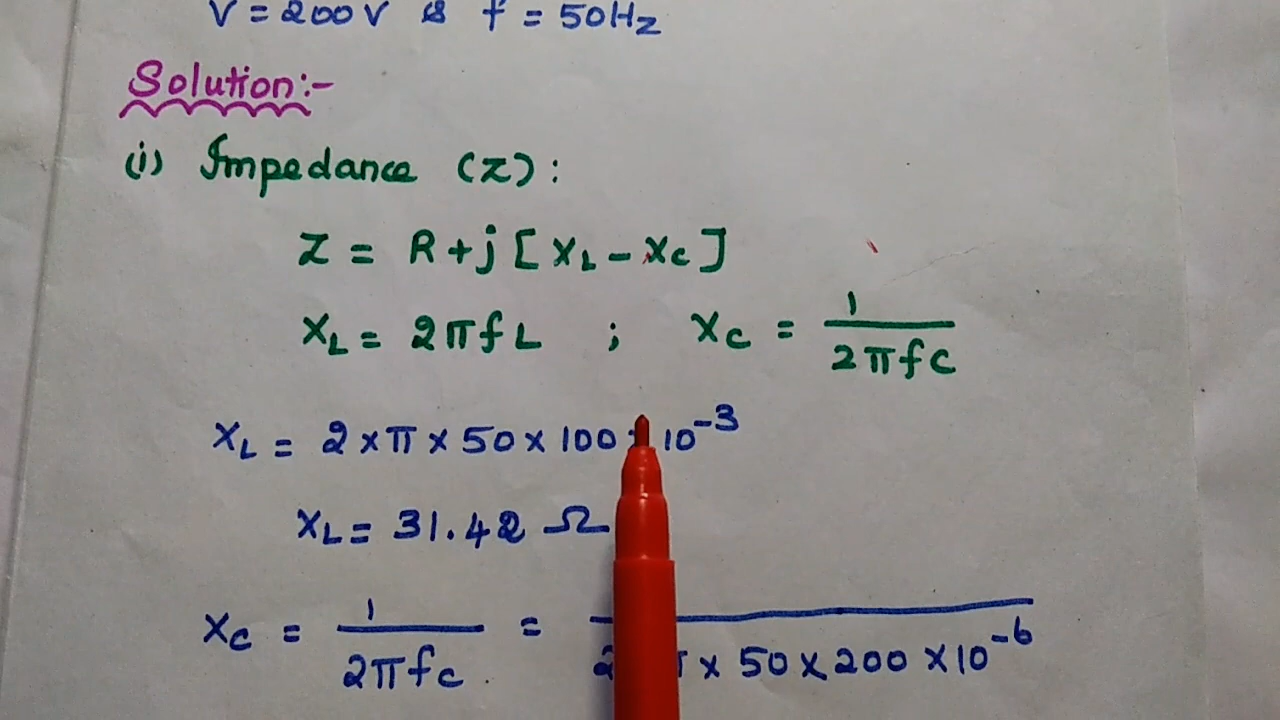 V = 200V & f = 50Hz
Solution:-
(i) Impedance (Z) :
Z = R + j [ XL - XC ]
XL = 2πfL ; XC = 1 / 2πfC
XL = 2 × π × 50 × 100 × 10⁻³
XL = 31.42 Ω
XC = 1 / 2πfC = / 2 π × 50 × 200 × 10⁻⁶